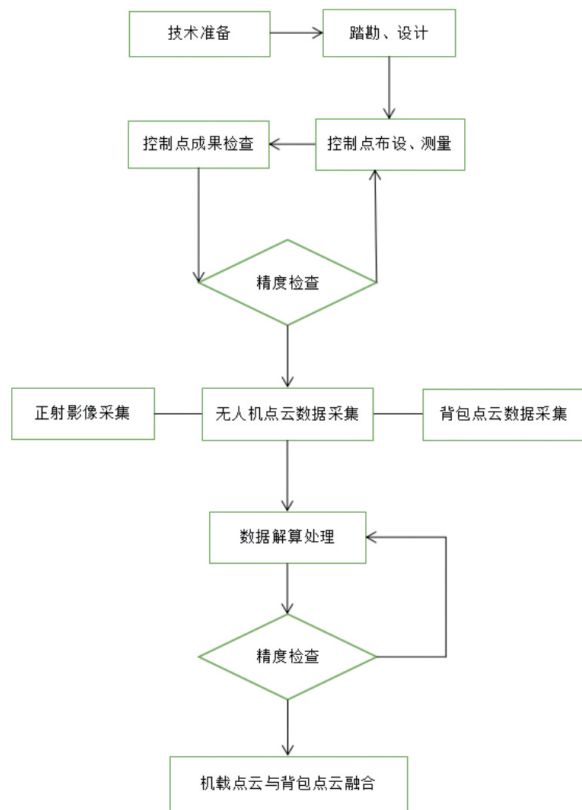 技术准备
踏勘、设计
控制点成果检查
控制点布设、测量
精度检查
正射影像采集
无人机点云数据采集
背包点云数据采集
数据解算处理
精度检查
机载点云与背包点云融合